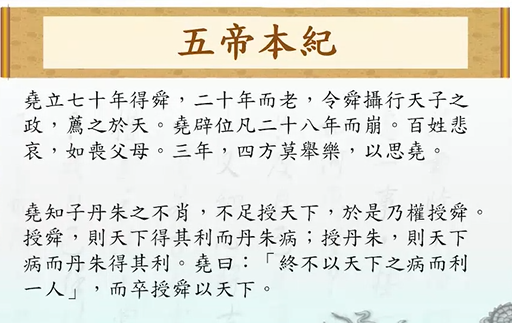 五帝本紀
堯立七十年得舜，二十年而老，令舜攝行天子之
政，薦之於天。堯辟位凡二十八年而崩。百姓悲
哀，如喪父母。三年，四方莫舉樂，以思堯。
堯知子丹朱之不肖，不足授天下，於是乃權授舜。
授舜，則天下得其利而丹朱病；授丹朱，則天下
病而丹朱得其利。堯曰：「終不以天下之病而利
一人」，而卒授舜以天下。